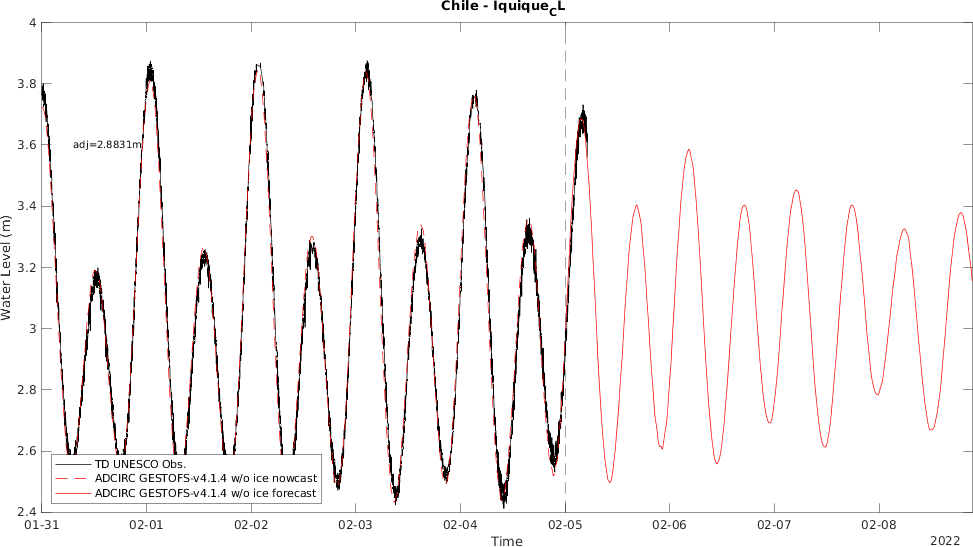 Chile - Iquique_CL
4
3.8
3.6
3.4
3.2
3
2.8
2.6
2.4
Water Level (m)
adj=2.8831m
TD UNESCO Obs.
ADCIRC GESTOFS-v4.1.4 w/o ice nowcast
ADCIRC GESTOFS-v4.1.4 w/o ice forecast
01-31 02-01 02-02 02-03 02-04 02-05 02-06 02-07 02-08
Time
2022